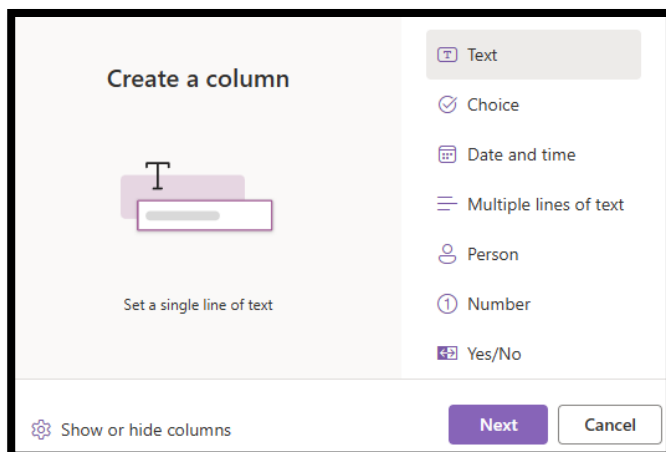 Create a column
T
Set a single line of text
Text
Choice
Date and time
Multiple lines of text
Person
1 Number
Yes/No
Show or hide columns
Next
Cancel